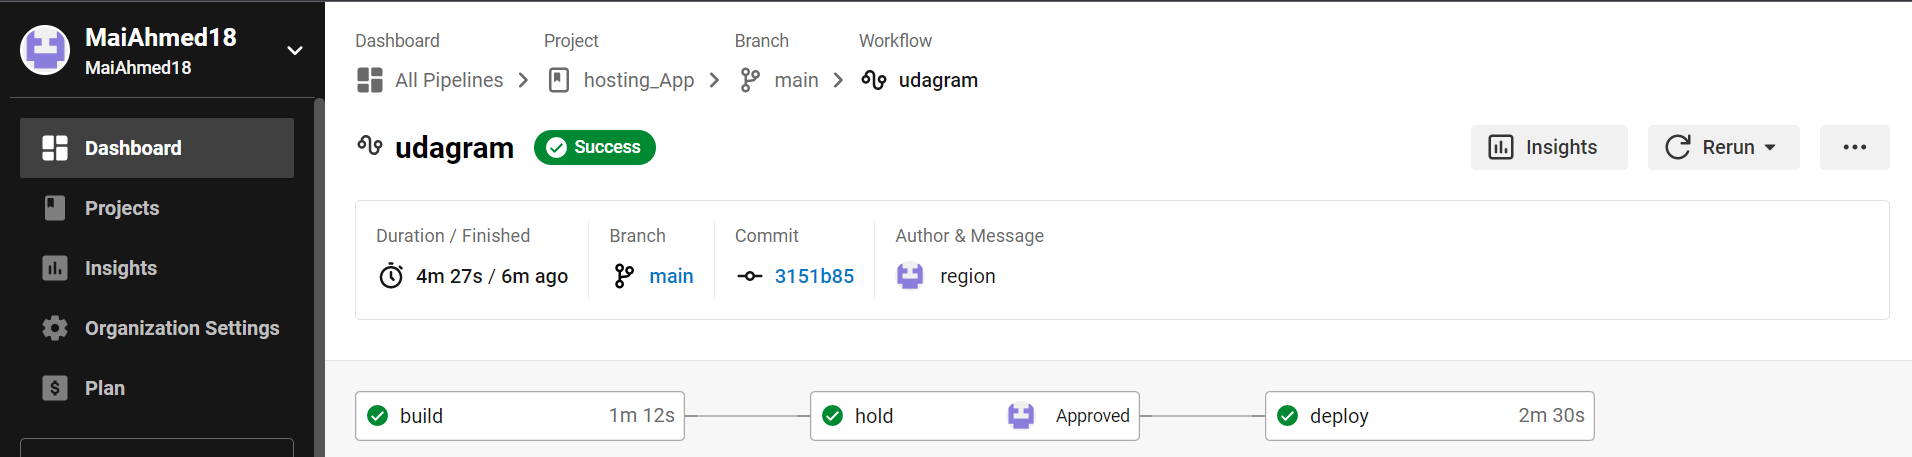 MaiAhmed18
MaiAhmed18
Dashboard
Projects
Insights
Organization Settings
Plan
Dashboard Project Branch Workflow
All Pipelines hosting_App main udagram
udagram Success
Insights Rerun
Duration / Finished Branch Commit Author & Message
4m 27s / 6m ago main 3151b85 region
build 1m 12s hold Approved deploy 2m 30s